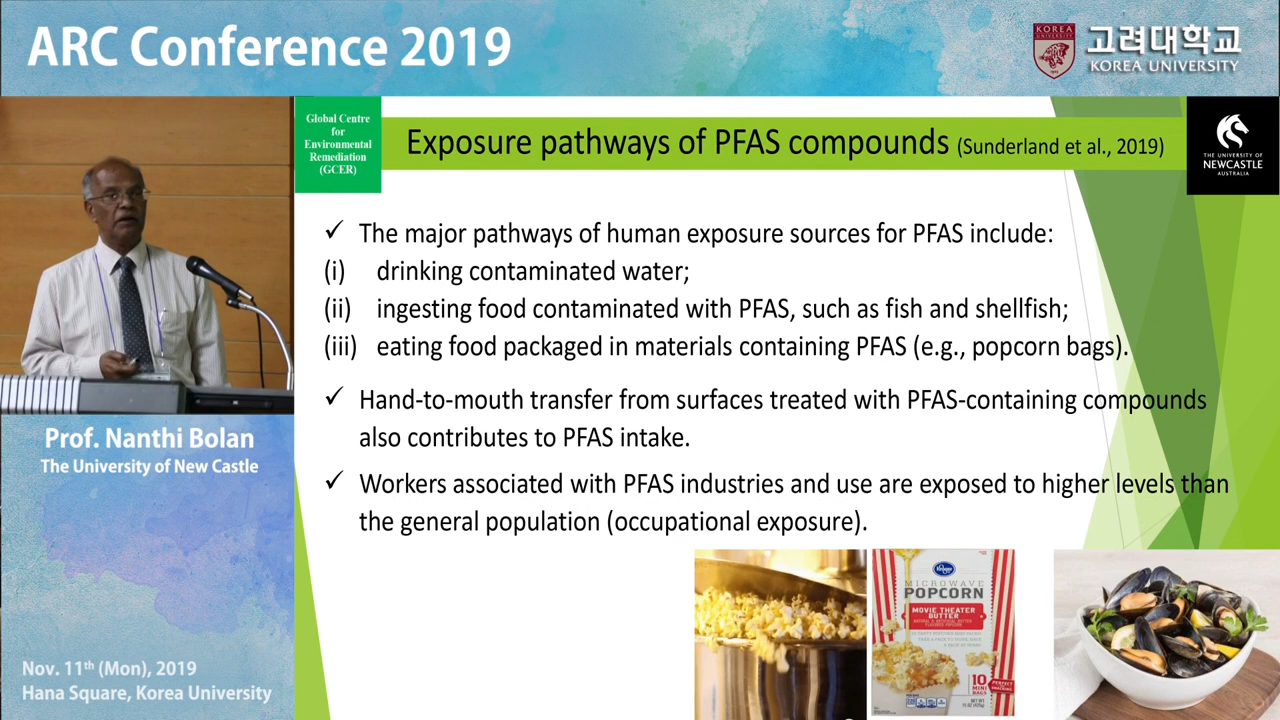 ARC Conference 2019
KOREA
UNIVERSITY
고려대학교
KOREA UNIVERSITY
Global Centre
for
Environmental
Remediation
(GCER)
Exposure pathways of PFAS compounds (Sunderland et al., 2019)
THE UNIVERSITY OF
NEWCASTLE
AUSTRALIA
✓ The major pathways of human exposure sources for PFAS include:
(i) drinking contaminated water;
(ii) ingesting food contaminated with PFAS, such as fish and shellfish;
(iii) eating food packaged in materials containing PFAS (e.g., popcorn bags).
✓ Hand-to-mouth transfer from surfaces treated with PFAS-containing compounds
also contributes to PFAS intake.
✓ Workers associated with PFAS industries and use are exposed to higher levels than
the general population (occupational exposure).
Prof. Nanthi Bolan
The University of New Castle
Nov. 11th (Mon), 2019
Hana Square, Korea University
Kroger
MICROWAVE
POPCORN
MOVIE THEATER
BUTTER
10
MINI
BAGS
PERFECT